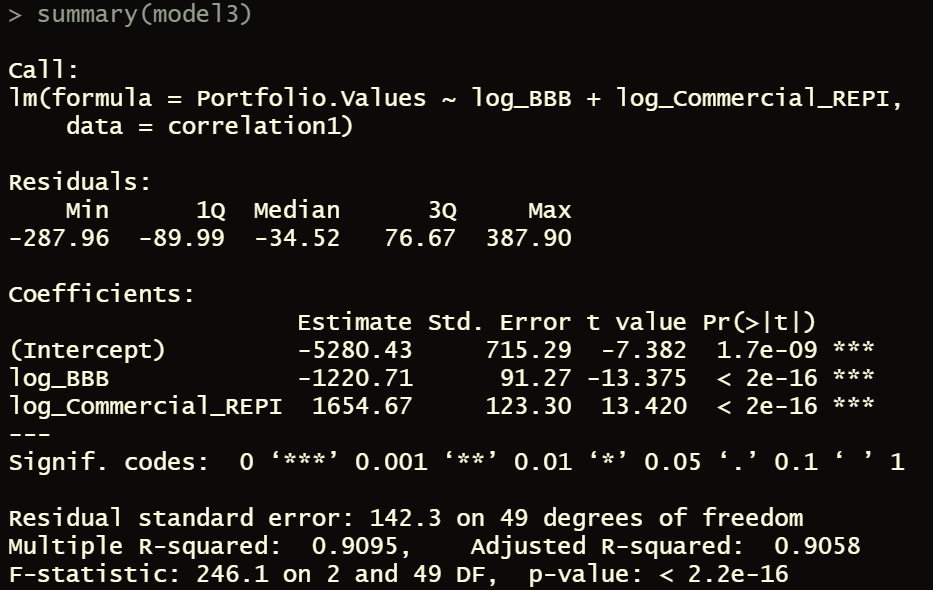 > summary(model3)
Call:
lm(formula = Portfolio.Values ~ log_BBB + log_Commercial_REPI,
    data = correlation1)
Residuals:
    Min      1Q  Median      3Q     Max
-287.96  -89.99  -34.52   76.67  387.90
Coefficients:
                    Estimate Std. Error t value Pr(>|t|)
(Intercept)         -5280.43     715.29  -7.382  1.7e-09 ***
log_BBB             -1220.71      91.27 -13.375  < 2e-16 ***
log_Commercial_REPI  1654.67     123.30  13.420  < 2e-16 ***
---
Signif. codes:  0 ‘***’ 0.001 ‘**’ 0.01 ‘*’ 0.05 ‘.’ 0.1 ‘ ’ 1
Residual standard error: 142.3 on 49 degrees of freedom
Multiple R-squared:  0.9095,    Adjusted R-squared:  0.9058
F-statistic: 246.1 on 2 and 49 DF,  p-value: < 2.2e-16